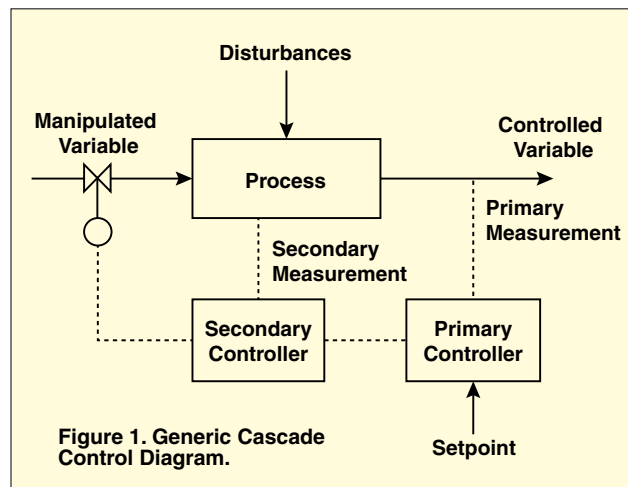 Disturbances
Manipulated
Variable
Controlled
Variable
Process
Primary
Measurement
Secondary
Measurement
Secondary
Controller
Primary
Controller
Figure 1. Generic Cascade
Control Diagram.
Setpoint